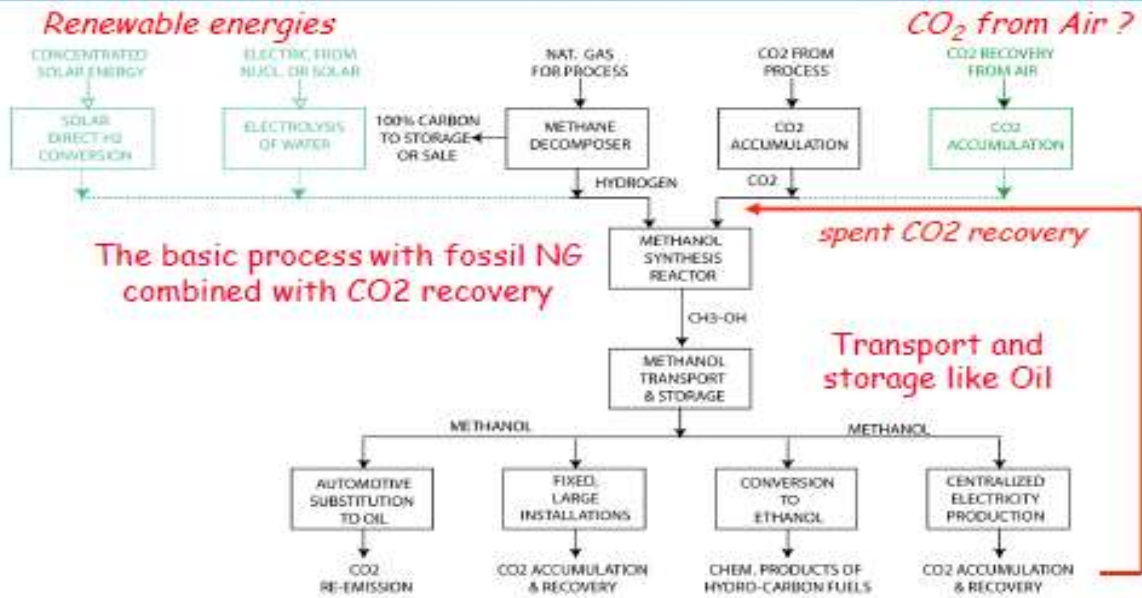 Renewable energies
CO2 from Air ?
CONCENTRATED
SOLAR ENERGY
ELECTRIC FROM
NUCL. OR SOLAR
NAT. GAS
FOR PROCESS
CO2 FROM
PROCESS
CO2 RECOVERY
FROM AIR
SOLAR
DIRECT H2
CONVERSION
ELECTROLYSIS
OF WATER
100% CARBON
TO STORAGE
OR SALE
METHANE
DECOMPOSER
CO2
ACCUMULATION
CO2
ACCUMULATION
HYDROGEN
CO2
METHANOL
SYNTHESIS
REACTOR
spent CO2 recovery
The basic process with fossil NG
combined with CO2 recovery
CH3-OH
METHANOL
TRANSPORT
& STORAGE
Transport and
storage like Oil
METHANOL
METHANOL
AUTOMOTIVE
SUBSTITUTION
TO OIL
FIXED,
LARGE
INSTALLATIONS
CONVERSION
TO
ETHANOL
CENTRALIZED
ELECTRICITY
PRODUCTION
CO2
RE-EMISSION
CO2 ACCUMULATION
& RECOVERY
CHEM. PRODUCTS OF
HYDRO-CARBON FUELS
CO2 ACCUMULATION
& RECOVERY